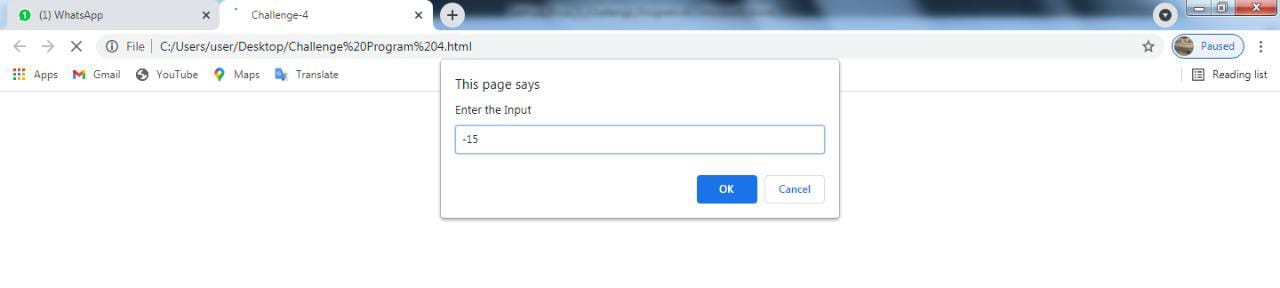 (1) WhatsApp
Challenge-4
File
C:/Users/user/Desktop/Challenge%20Program%204.html
Paused
Apps
Gmail
YouTube
Maps
Translate
Reading list
This page says
Enter the Input
-15
OK
Cancel